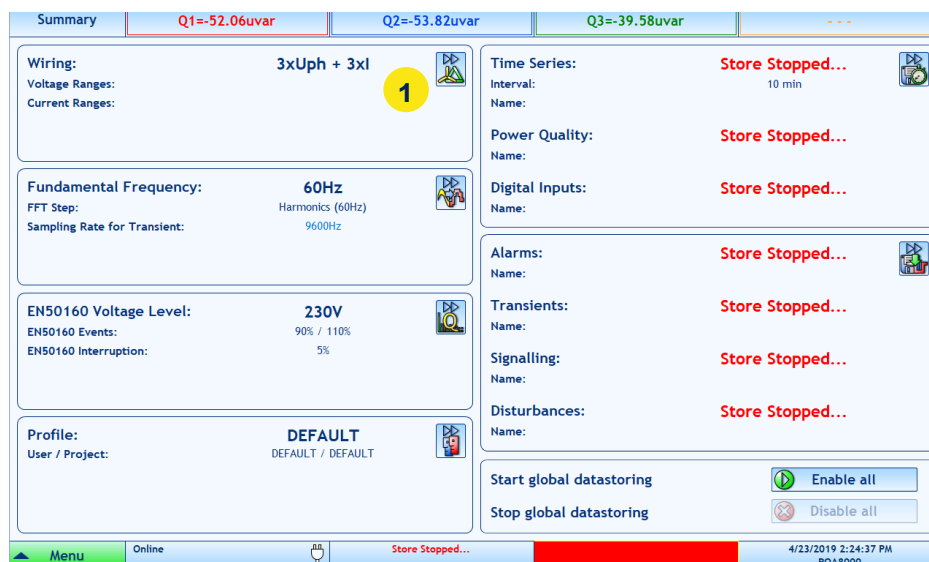 Summary
Q1=-52.06uvar
Q2=-53.82uvar
Q3=-39.58uvar
- - -
Wiring: 3xUph + 3xI
Voltage Ranges:
Current Ranges:
1
Fundamental Frequency: 60Hz
FFT Step: Harmonics (60Hz)
Sampling Rate for Transient: 9600Hz
EN50160 Voltage Level: 230V
EN50160 Events: 90% / 110%
EN50160 Interruption: 5%
Profile: DEFAULT
User / Project: DEFAULT / DEFAULT
Time Series: Store Stopped...
Interval: 10 min
Name:
Power Quality: Store Stopped...
Name:
Digital Inputs: Store Stopped...
Name:
Alarms: Store Stopped...
Name:
Transients: Store Stopped...
Name:
Signalling: Store Stopped...
Name:
Disturbances: Store Stopped...
Name:
Start global datastoring Enable all
Stop global datastoring Disable all
Menu
Online
Store Stopped...
4/23/2019 2:24:37 PM
PQA8000